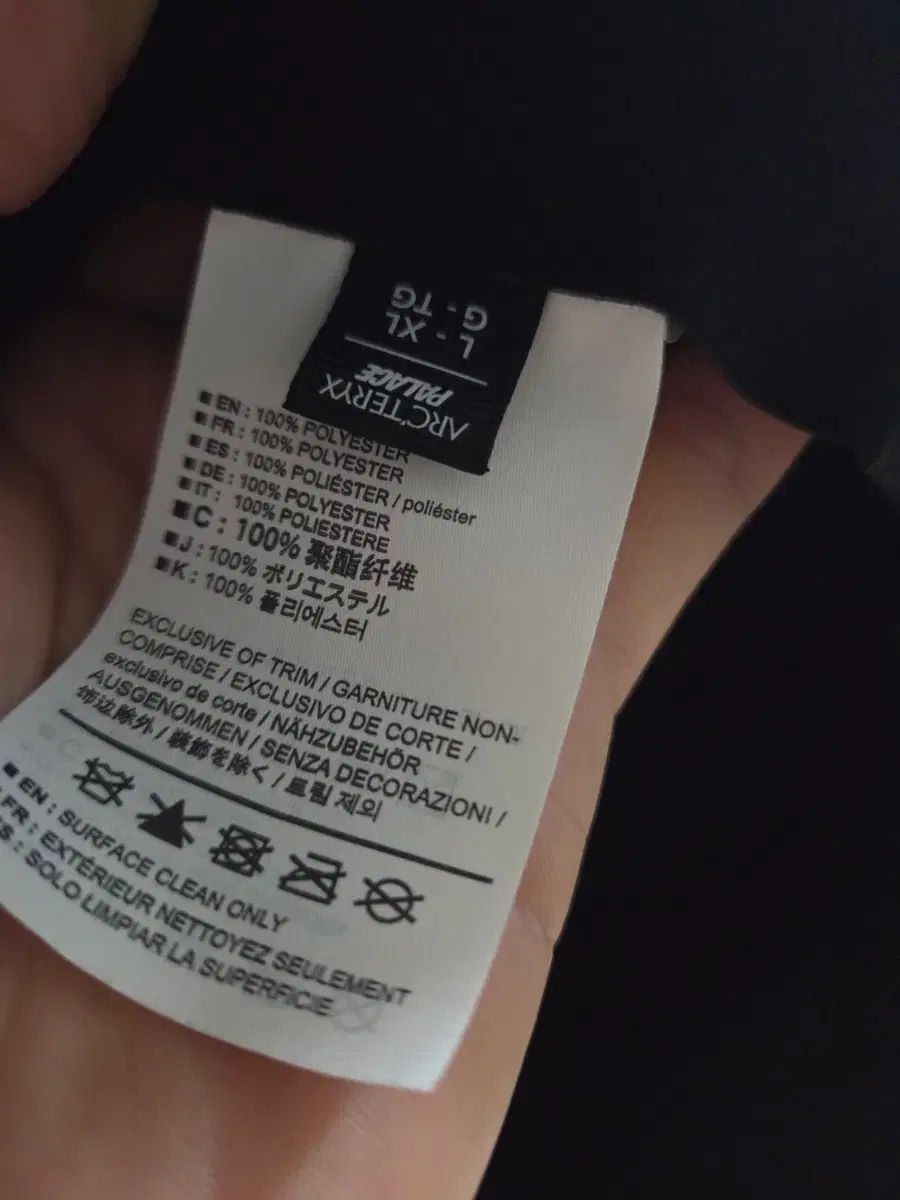 ARC'TERYX
PALACE
L - XL
G - TG
EN : 100% POLYESTER
FR : 100% POLYESTER
ES : 100% POLIÉSTER / poliéster
DE : 100% POLYESTER
IT : 100% POLIESTERE
C : 100% 聚酯纤维
J : 100% ポリエステル
K : 100% 폴리에스터
EXCLUSIVE OF TRIM / GARNITURE NON-
COMPRISE / EXCLUSIVO DE CORTE /
exclusivo de corte / NÄHZUBEHÖR
AUSGENOMMEN / SENZA DECORAZIONI /
饰边除外 / 装飾を除く / 트림 제외
EN : SURFACE CLEAN ONLY
FR : EXTÉRIEUR NETTOYEZ SEULEMENT
ES : SOLO LIMPIAR LA SUPERFICIE